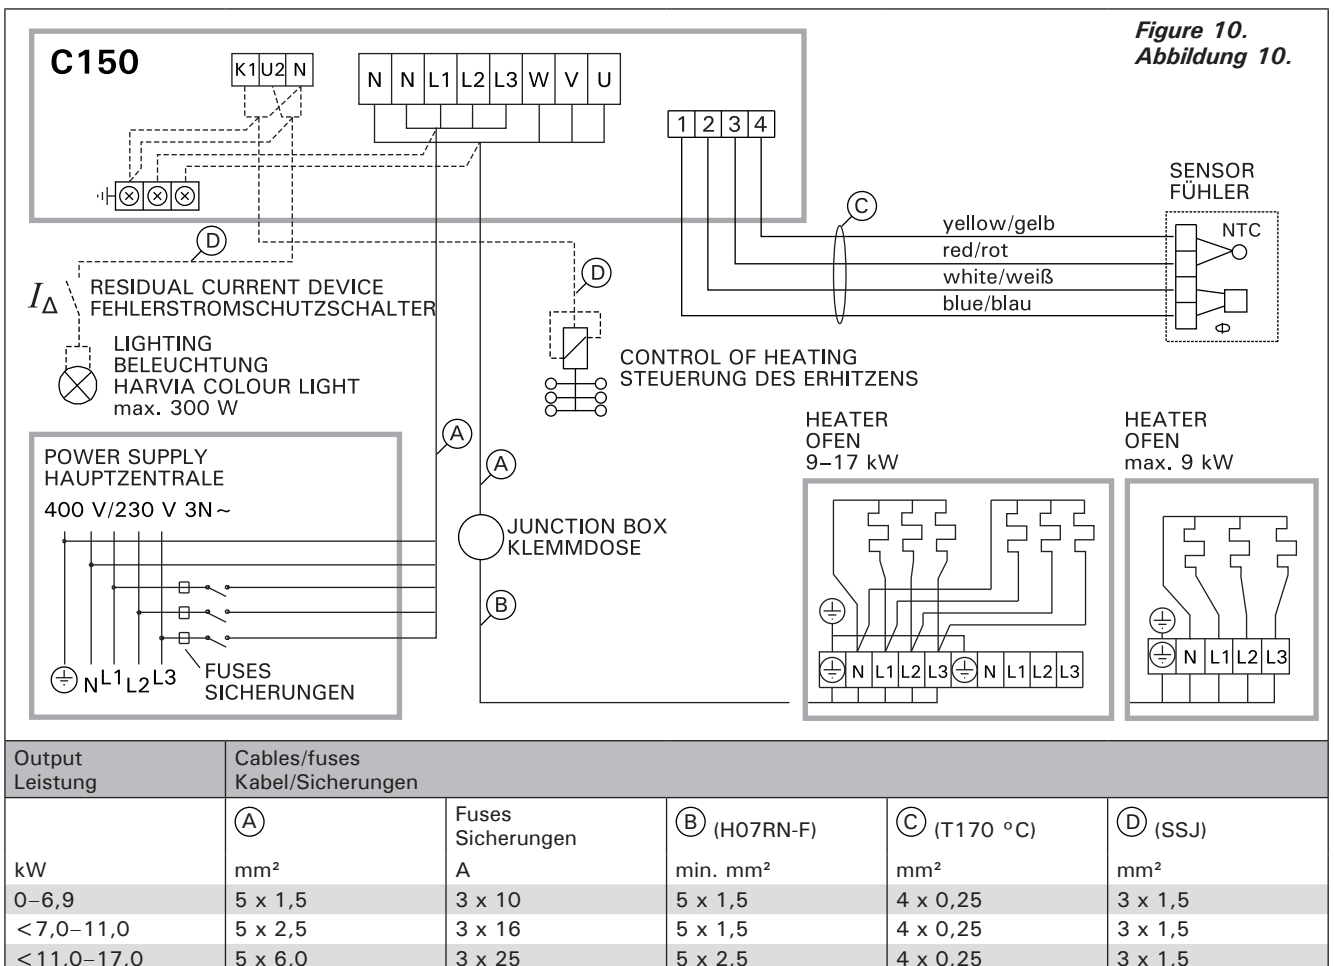 Figure 10.
Abbildung 10.
C150
K1 U2 N
N N L1 L2 L3 W V U
1 2 3 4
SENSOR
FÜHLER
NTC
C
yellow/gelb
red/rot
white/weiß
blue/blau
D
D
I∆
RESIDUAL CURRENT DEVICE
FEHLERSTROMSCHUTZSCHALTER
LIGHTING
BELEUCHTUNG
HARVIA COLOUR LIGHT
max. 300 W
CONTROL OF HEATING
STEUERUNG DES ERHITZENS
A
A
POWER SUPPLY
HAUPTZENTRALE
400 V/230 V 3N~
N L1 L2 L3
FUSES
SICHERUNGEN
JUNCTION BOX
KLEMMDOSE
B
HEATER
OFEN
9–17 kW
N L1 L2 L3 N L1 L2 L3
HEATER
OFEN
max. 9 kW
N L1 L2 L3
Output
Leistung
Cables/fuses
Kabel/Sicherungen
A
Fuses
Sicherungen
B (H07RN-F)
C (T170 °C)
D (SSJ)
kW mm² A min. mm² mm² mm²
0–6,9 5 x 1,5 3 x 10 5 x 1,5 4 x 0,25 3 x 1,5
<7,0–11,0 5 x 2,5 3 x 16 5 x 1,5 4 x 0,25 3 x 1,5
<11,0–17,0 5 x 6,0 3 x 25 5 x 2,5 4 x 0,25 3 x 1,5